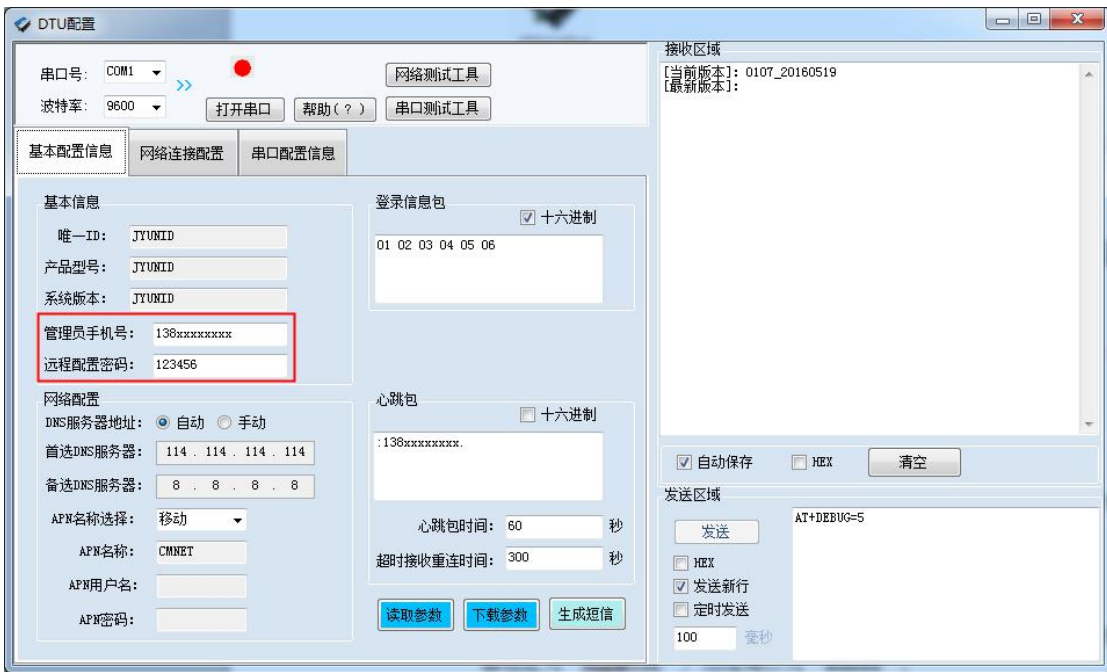 DTU配置
串口号: COM1
>>
网络测试工具
波特率: 9600
打开串口 帮助(?) 串口测试工具
基本配置信息 网络连接配置 串口配置信息
基本信息
唯一ID: JYUNID
产品型号: JYUNID
系统版本: JYUNID
管理员手机号: 138xxxxxxxx
远程配置密码: 123456
网络配置
DNS服务器地址: 自动 手动
首选DNS服务器: 114 . 114 . 114 . 114
备选DNS服务器: 8 . 8 . 8 . 8
APN名称选择: 移动
APN名称: CMNET
APN用户名:
APN密码:
登录信息包
十六进制
01 02 03 04 05 06
心跳包
十六进制
:138xxxxxxxx.
心跳包时间: 60 秒
超时接收重连时间: 300 秒
读取参数 下载参数 生成短信
接收区域
[当前版本]: 0107_20160519
[最新版本]:
自动保存 HEX 清空
发送区域
发送
HEX
发送新行
定时发送
100 毫秒
AT+DEBUG=5